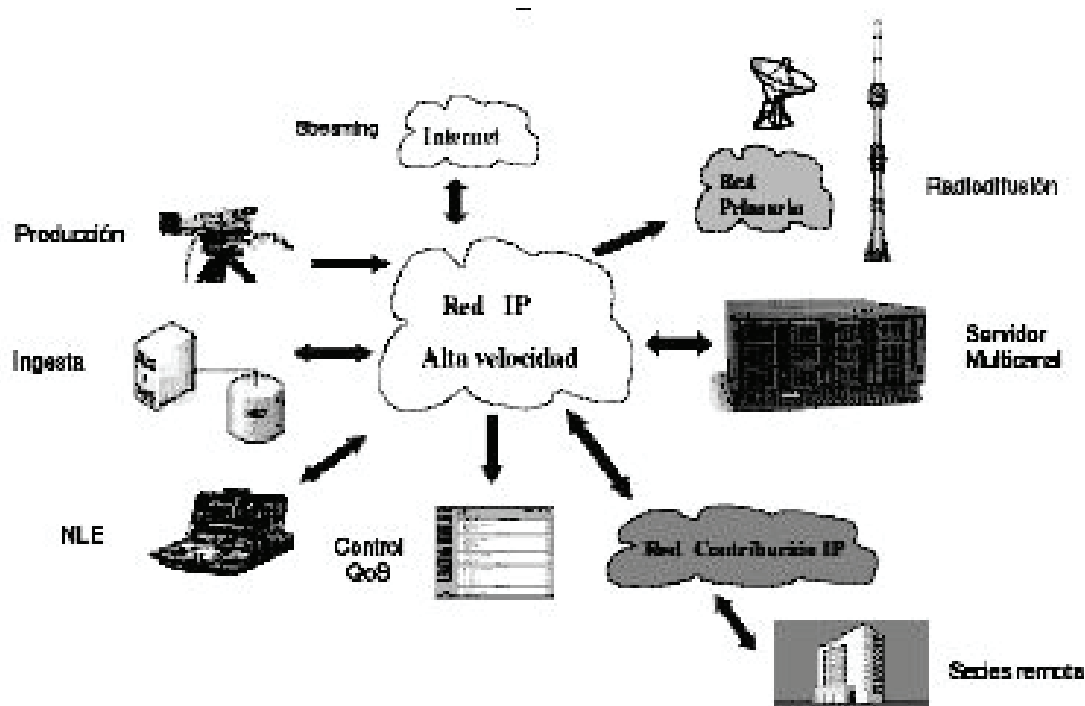 Streaming
Internet
Red
Primaria
Radiodifusión
Producción
Red IP
Alta velocidad
Ingesta
Servidor
Multicanal
NLE
Control
QoS
Red Contribución IP
Sedes remota